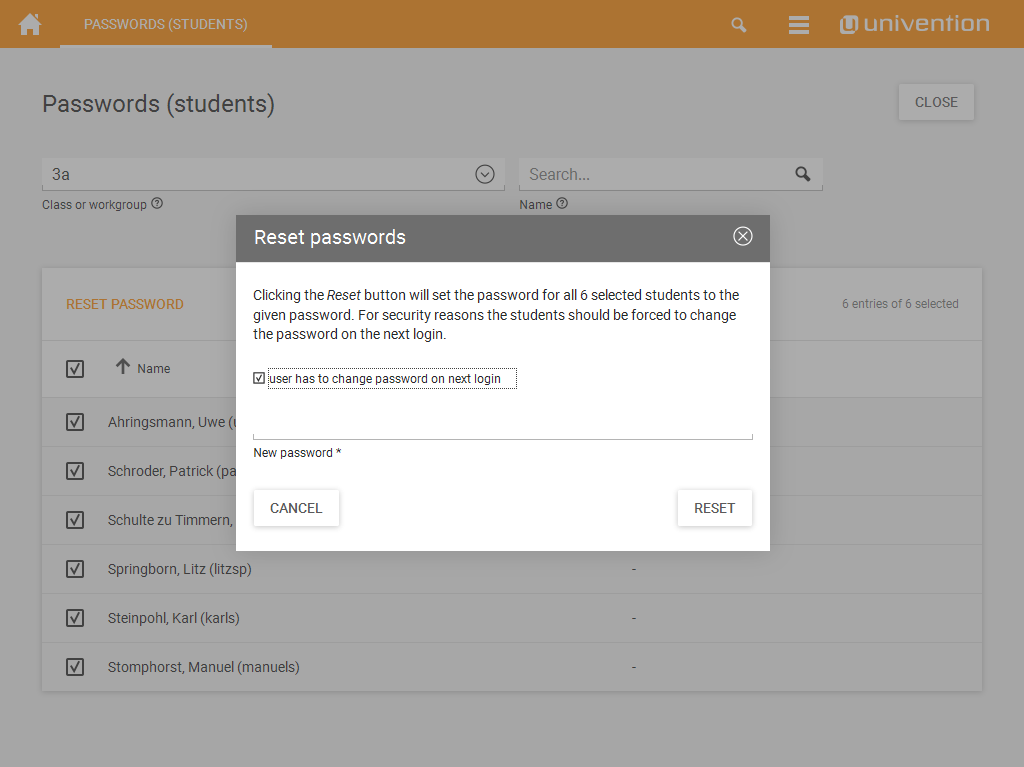 PASSWORDS (STUDENTS)
univention
Passwords (students)
CLOSE
3a
Search...
Class or workgroup
Name
Reset passwords
RESET PASSWORD
6 entries of 6 selected
Clicking the Reset button will set the password for all 6 selected students to the
given password. For security reasons the students should be forced to change
the password on the next login.
user has to change password on next login
New password *
CANCEL
RESET
Name
Ahringsmann, Uwe (u
Schroder, Patrick (pa
Schulte zu Timmern,
Springborn, Litz (litzsp) -
Steinpohl, Karl (karls) -
Stomphorst, Manuel (manuels) -